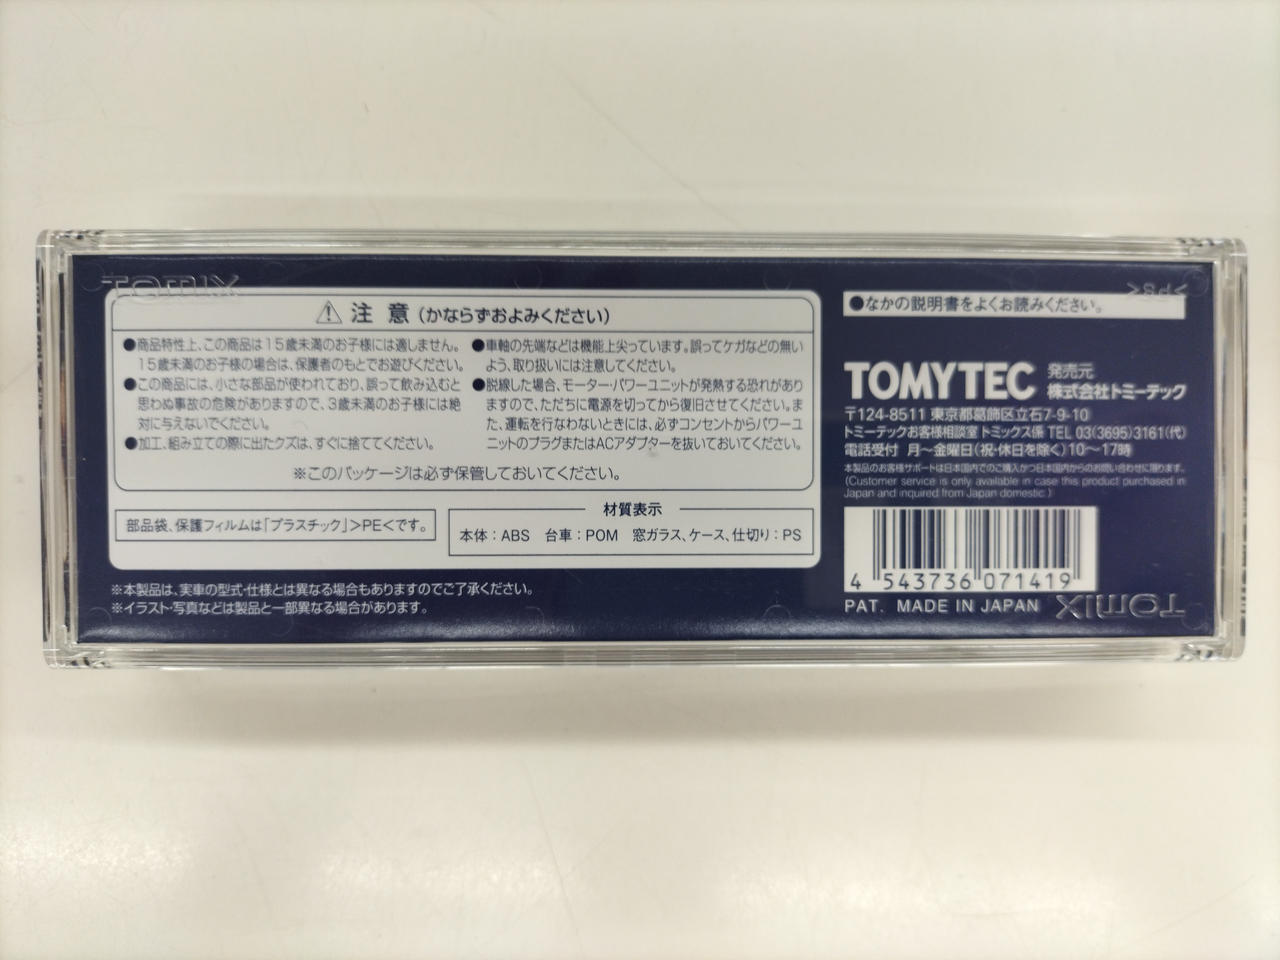 TOMIX
⚠ 注 意 (かならずおよみください)
●商品特性上、この商品は15歳未満のお子様には適しません。
15歳未満のお子様の場合は、保護者のもとでお遊びください。
●この商品には、小さな部品が使われており、誤って飲み込むと
思わぬ事故の危険がありますので、3歳未満のお子様には絶
対に与えないでください。
●加工、組み立ての際に出たクズは、すぐに捨ててください。
●車軸の先端などは機能上尖っています。誤ってケガなどの無い
よう、取り扱いには注意してください。
●脱線した場合、モーター・パワーユニットが発熱する恐れがあり
ますので、ただちに電源を切ってから復旧させてください。ま
た、運転を行なわないときには、必ずコンセントからパワーユ
ニットのプラグまたはACアダプターを抜いておいてください。
※このパッケージは必ず保管しておいてください。
部品袋、保護フィルムは「プラスチック」>PE<です。
材質表示
本体：ABS 台車：POM 窓ガラス、ケース、仕切り：PS
※本製品は、実車の型式・仕様とは異なる場合もありますのでご了承ください。
※イラスト・写真などは製品と一部異なる場合があります。
>PS<
●なかの説明書をよくお読みください。
TOMYTEC 発売元
株式会社トミーテック
〒124-8511 東京都葛飾区立石7-9-10
トミーテックお客様相談室 トミックス係 TEL 03(3695)3161(代)
電話受付 月〜金曜日(祝・休日を除く)10〜17時
本製品のお客様サポートは日本国内でのご購入かつ日本国内からのお問い合わせに限ります。
(Customer service is only available in case this product purchased in
Japan and inquired from Japan domestic.)
4 543736 071419
PAT. MADE IN JAPAN
TOMIX